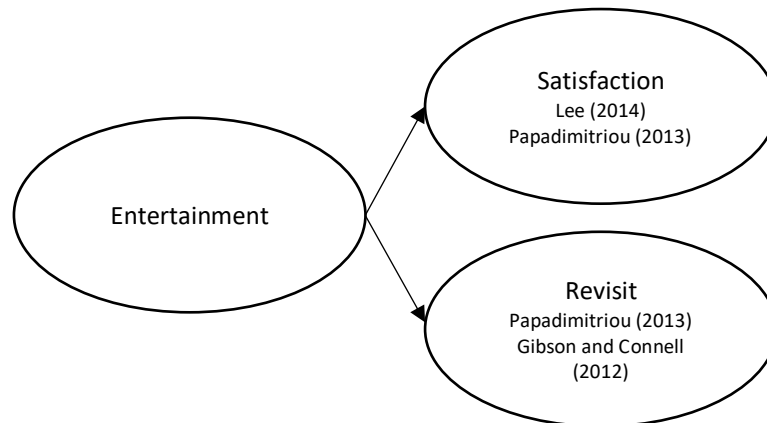 Satisfaction
Lee (2014)
Papadimitriou (2013)
Entertainment
Revisit
Papadimitriou (2013)
Gibson and Connell
(2012)